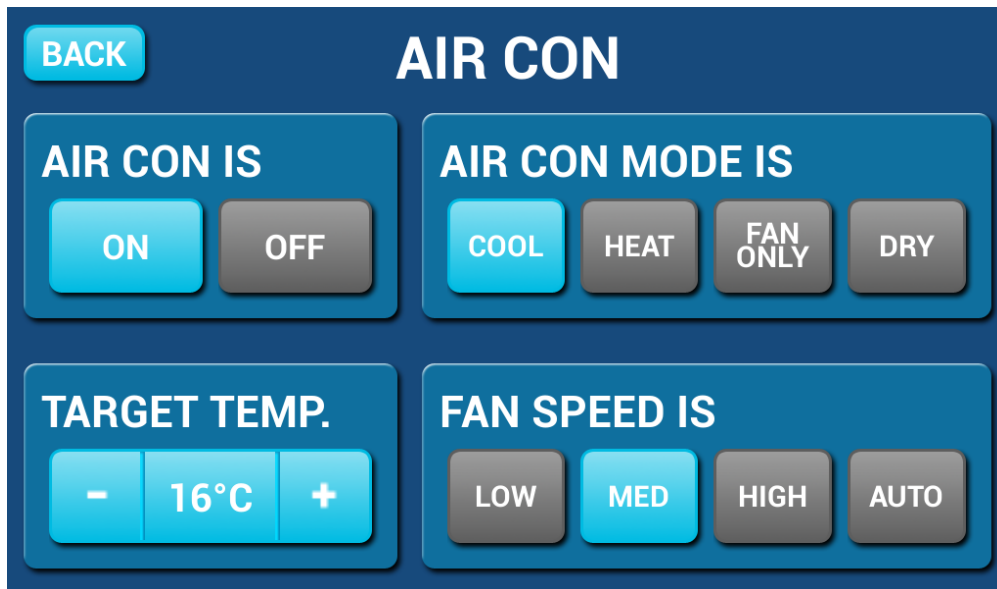 BACK
AIR CON
AIR CON IS
ON
OFF
AIR CON MODE IS
COOL
HEAT
FAN
ONLY
DRY
TARGET TEMP.
-
16°C
+
FAN SPEED IS
LOW
MED
HIGH
AUTO